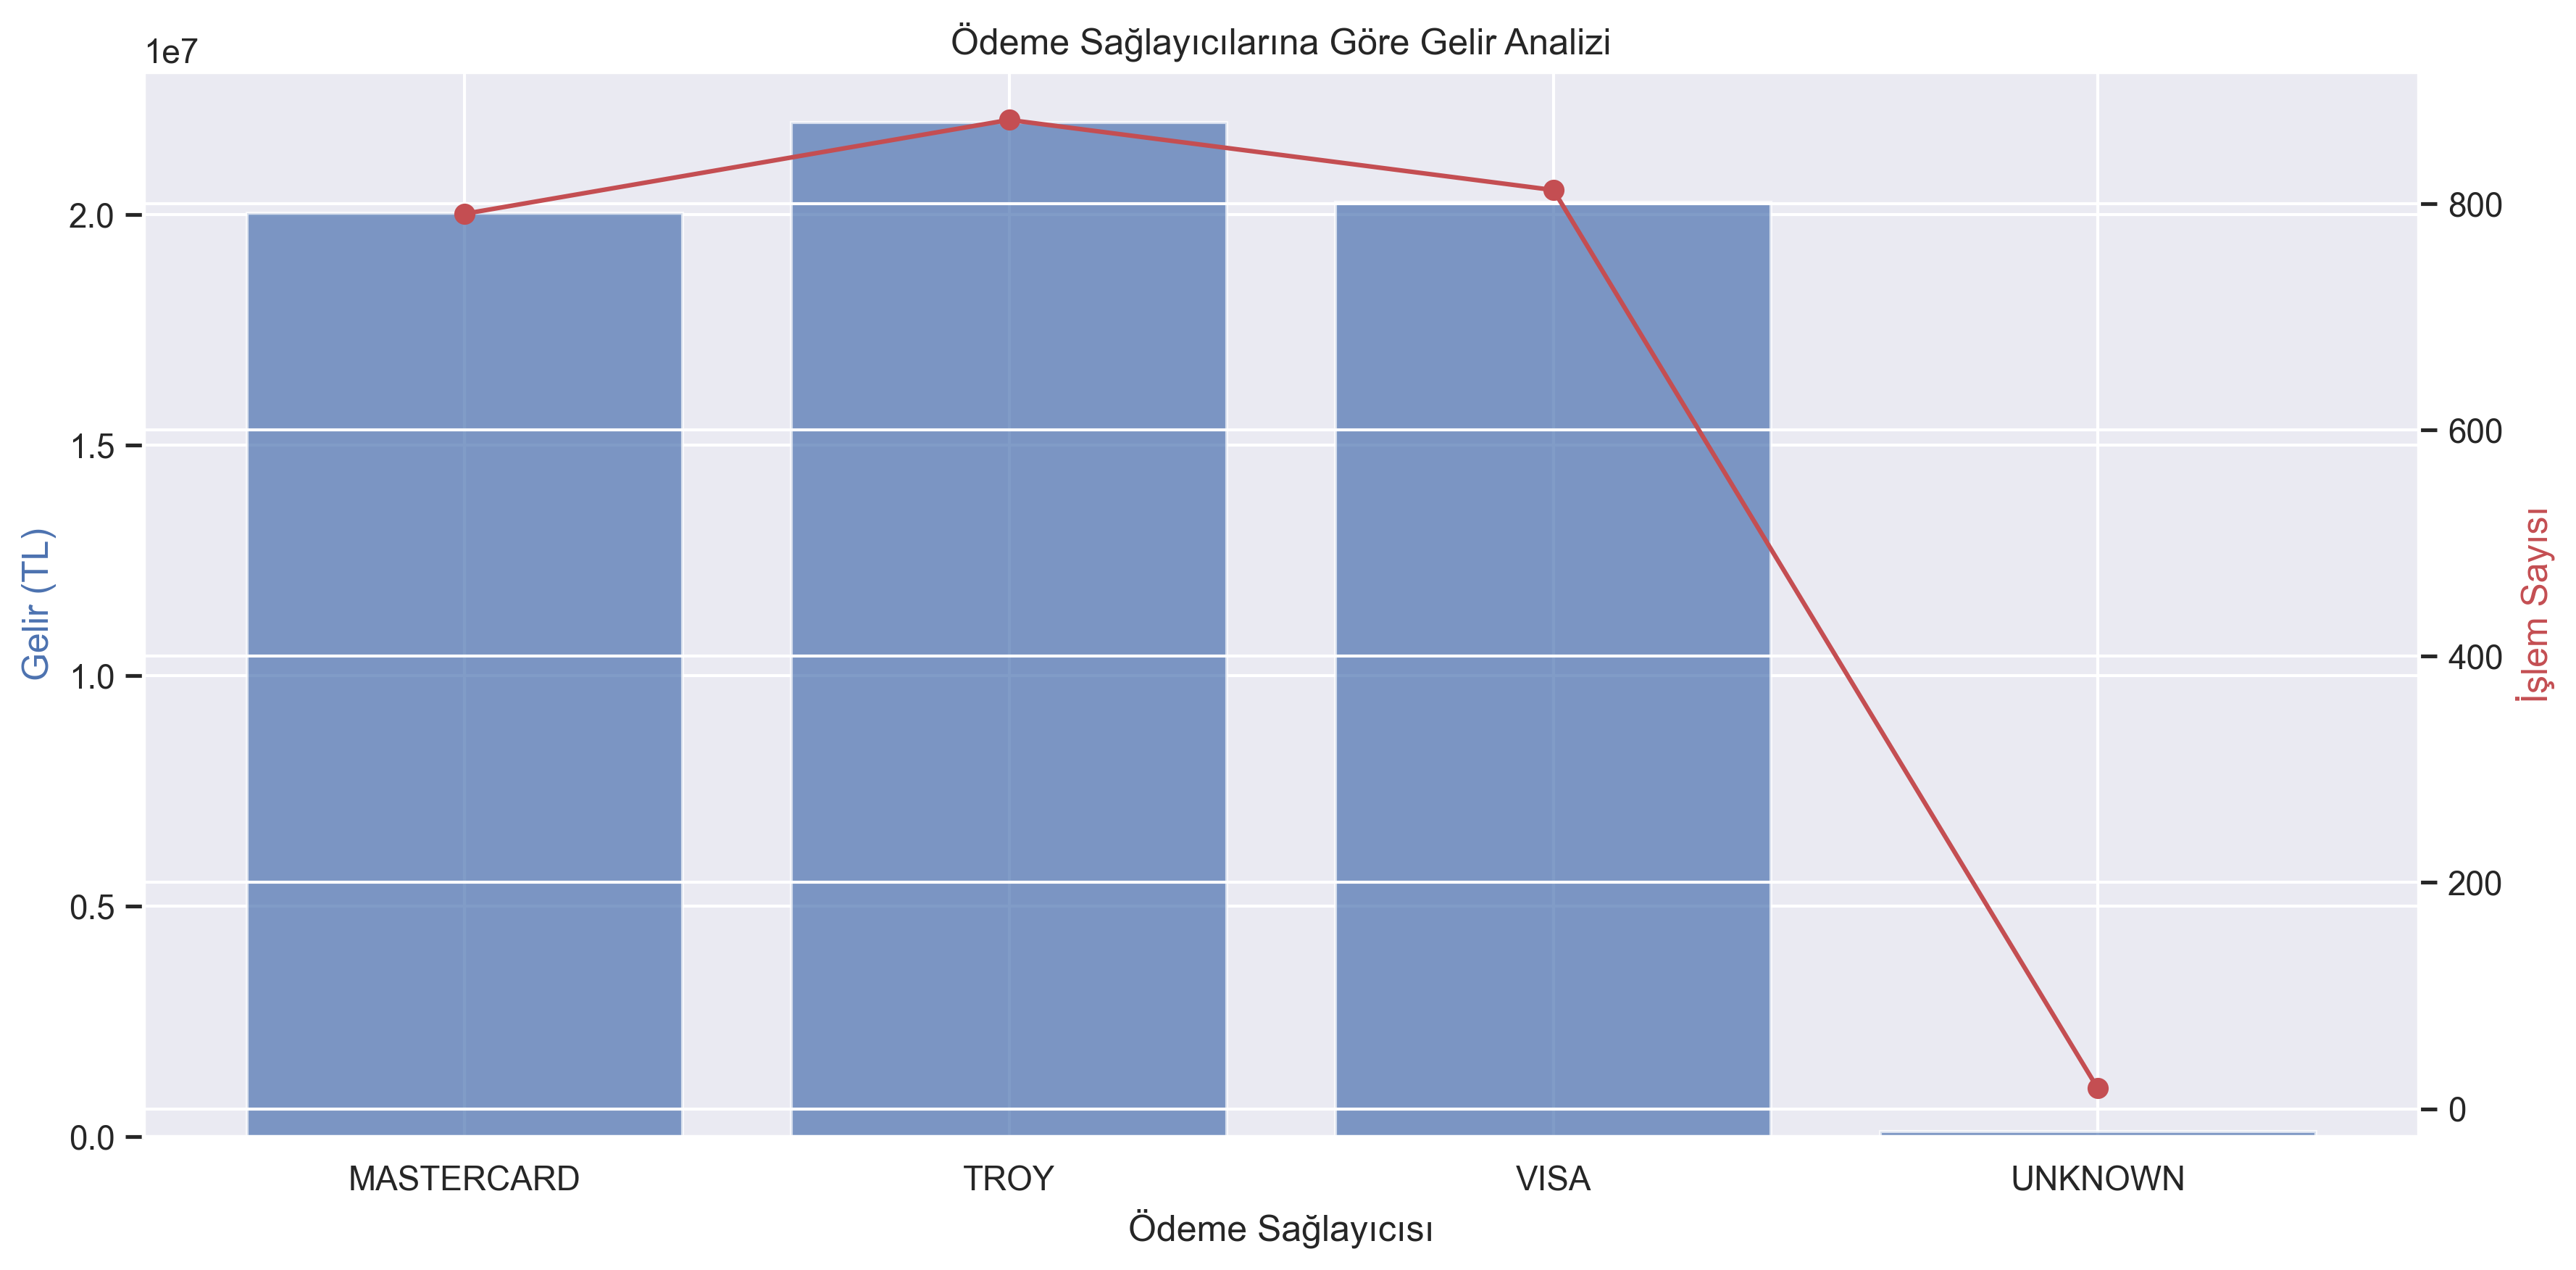 Ödeme Sağlayıcılarına Göre Gelir Analizi
1e7
2.0
1.5
1.0
0.5
0.0
Gelir (TL)
800
600
400
200
0
İşlem Sayısı
MASTERCARD TROY VISA UNKNOWN
Ödeme Sağlayıcısı